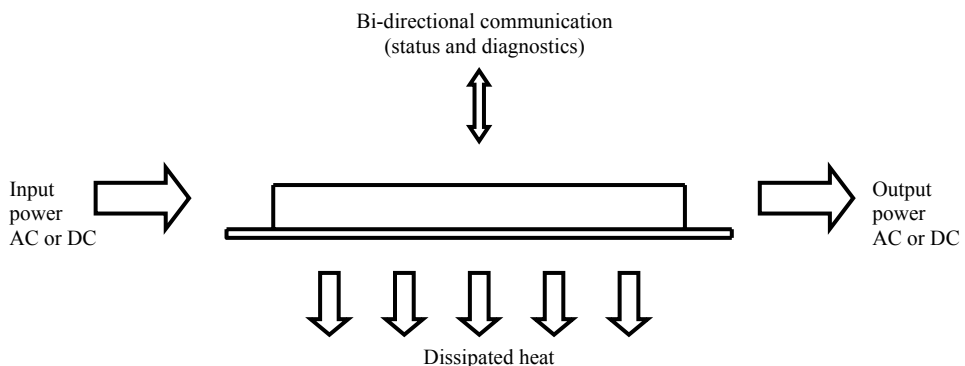 Bi-directional communication
(status and diagnostics)
Input
power
AC or DC
Output
power
AC or DC
Dissipated heat